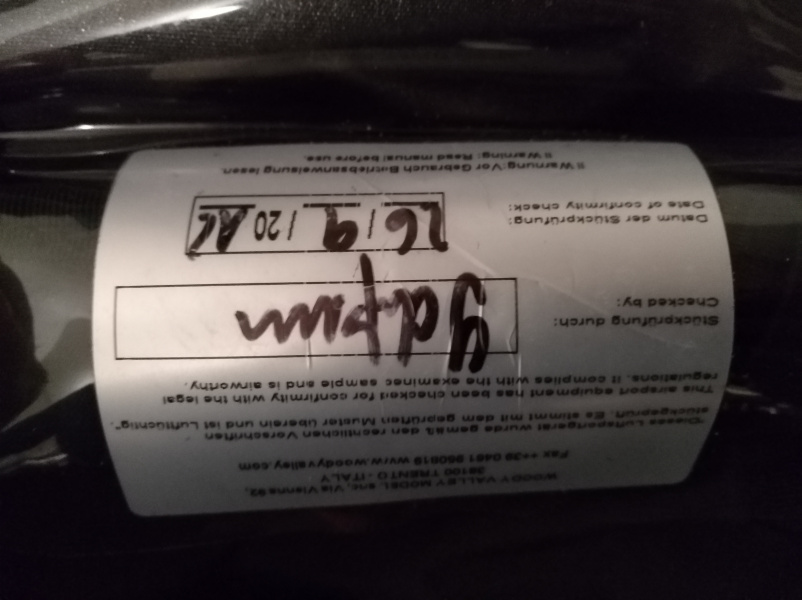 WOODY VALLEY MODEL snc, Via Vienna 92,
38100 TRENTO - ITALY
Fax ++39 0461 950819 www.woodyvalley.com
"Dieses Luftsportgerät wurde gemäß den rechtlichen Vorschriften
stückgeprüft. Es stimmt mit dem geprüften Muster überein und ist Lufttüchtig".
This airsport equipment has been checked for confirmity with the legal
regulations. It complies with the examinec sample and is airworthy.
Stückprüfung durch:
Checked by:
Datum der Stückprüfung:
Date of confirmity check:
26 / 9 / 20
!! Warnung: Vor Gebrauch Betriebsanweisung lesen.
!! Warning: Read manual before use.